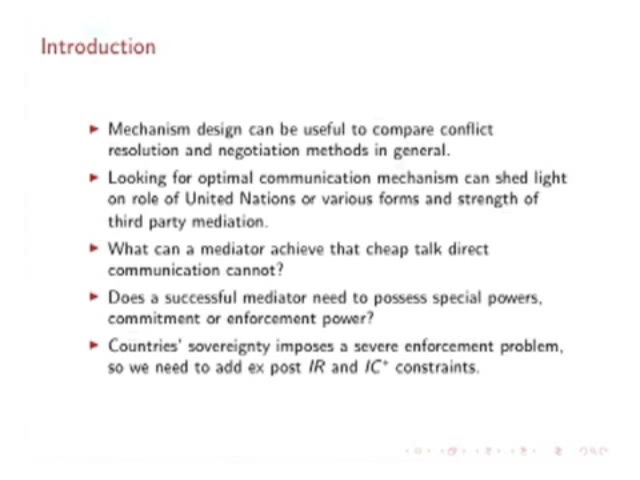 Introduction
► Mechanism design can be useful to compare conflict
resolution and negotiation methods in general.
► Looking for optimal communication mechanism can shed light
on role of United Nations or various forms and strength of
third party mediation.
► What can a mediator achieve that cheap talk direct
communication cannot?
► Does a successful mediator need to possess special powers,
commitment or enforcement power?
► Countries' sovereignty imposes a severe enforcement problem,
so we need to add ex post IR and IC* constraints.